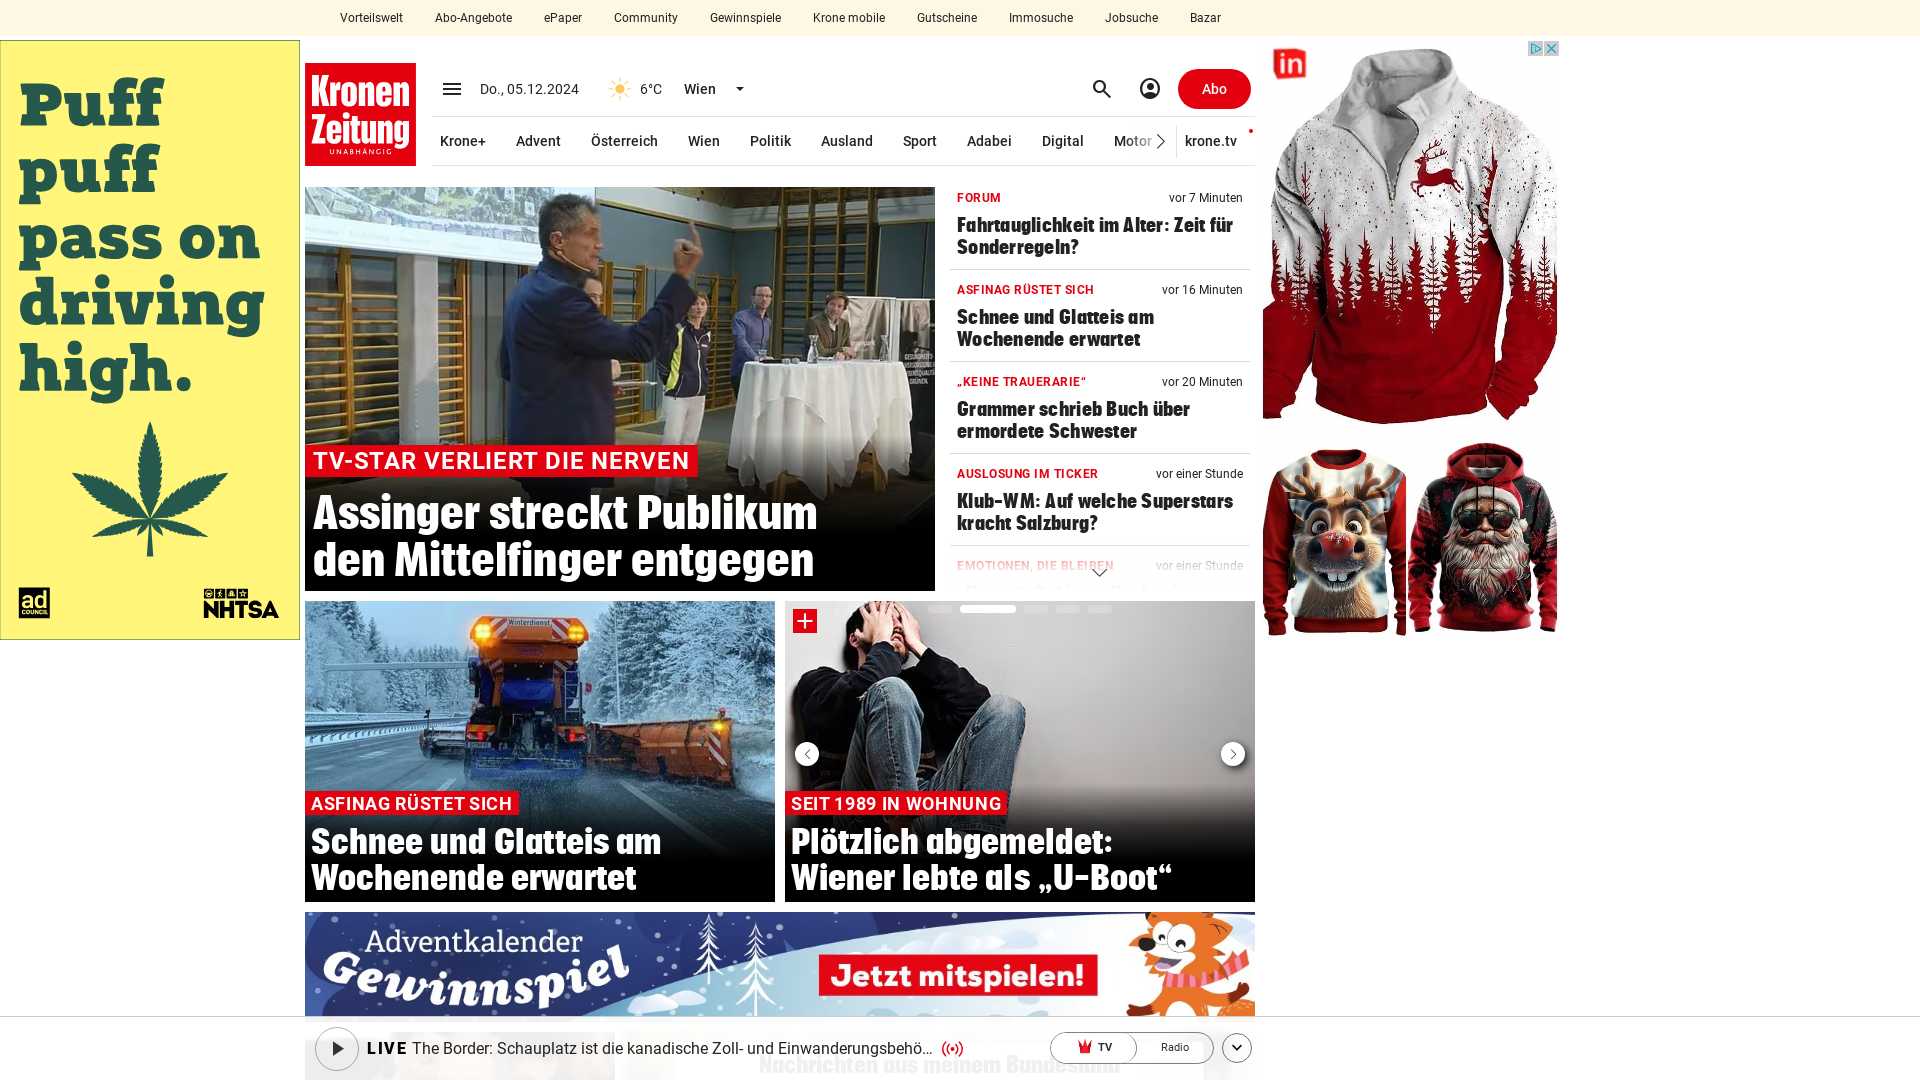 Vorteilswelt Abo-Angebote ePaper Community Gewinnspiele Krone mobile Gutscheine Immosuche Jobsuche Bazar
Puff
puff
pass on
driving
high.
ad
COUNCIL
NHTSA
Kronen
Zeitung
UNABHÄNGIG
Do., 05.12.2024 6°C Wien Abo
Krone+ Advent Österreich Wien Politik Ausland Sport Adabei Digital Motor krone.tv
TV-STAR VERLIERT DIE NERVEN
Assinger streckt Publikum
den Mittelfinger entgegen
FORUM vor 7 Minuten
Fahrtauglichkeit im Alter: Zeit für
Sonderregeln?
ASFINAG RÜSTET SICH vor 16 Minuten
Schnee und Glatteis am
Wochenende erwartet
„KEINE TRAUERARIE“ vor 20 Minuten
Grammer schrieb Buch über
ermordete Schwester
AUSLOSUNG IM TICKER vor einer Stunde
Klub-WM: Auf welche Superstars
kracht Salzburg?
EMOTIONEN, DIE BLEIBEN vor einer Stunde
in
Winterdienst
ASFINAG RÜSTET SICH
Schnee und Glatteis am
Wochenende erwartet
SEIT 1989 IN WOHNUNG
Plötzlich abgemeldet:
Wiener lebte als „U-Boot“
Adventkalender
Gewinnspiel
Jetzt mitspielen!
LIVE The Border: Schauplatz ist die kanadische Zoll- und Einwanderungsbehö... TV Radio
Nachrichten aus meinem Bundesland